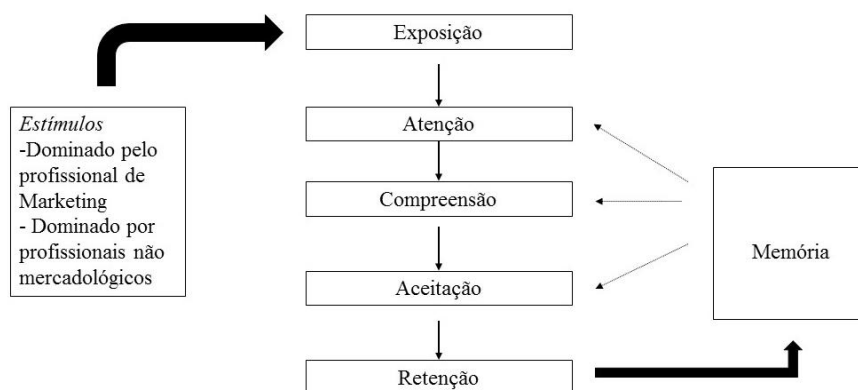 Exposição
Estímulos
-Dominado pelo
profissional de
Marketing
- Dominado por
profissionais não
mercadológicos
Atenção
Compreensão
Aceitação
Retenção
Memória